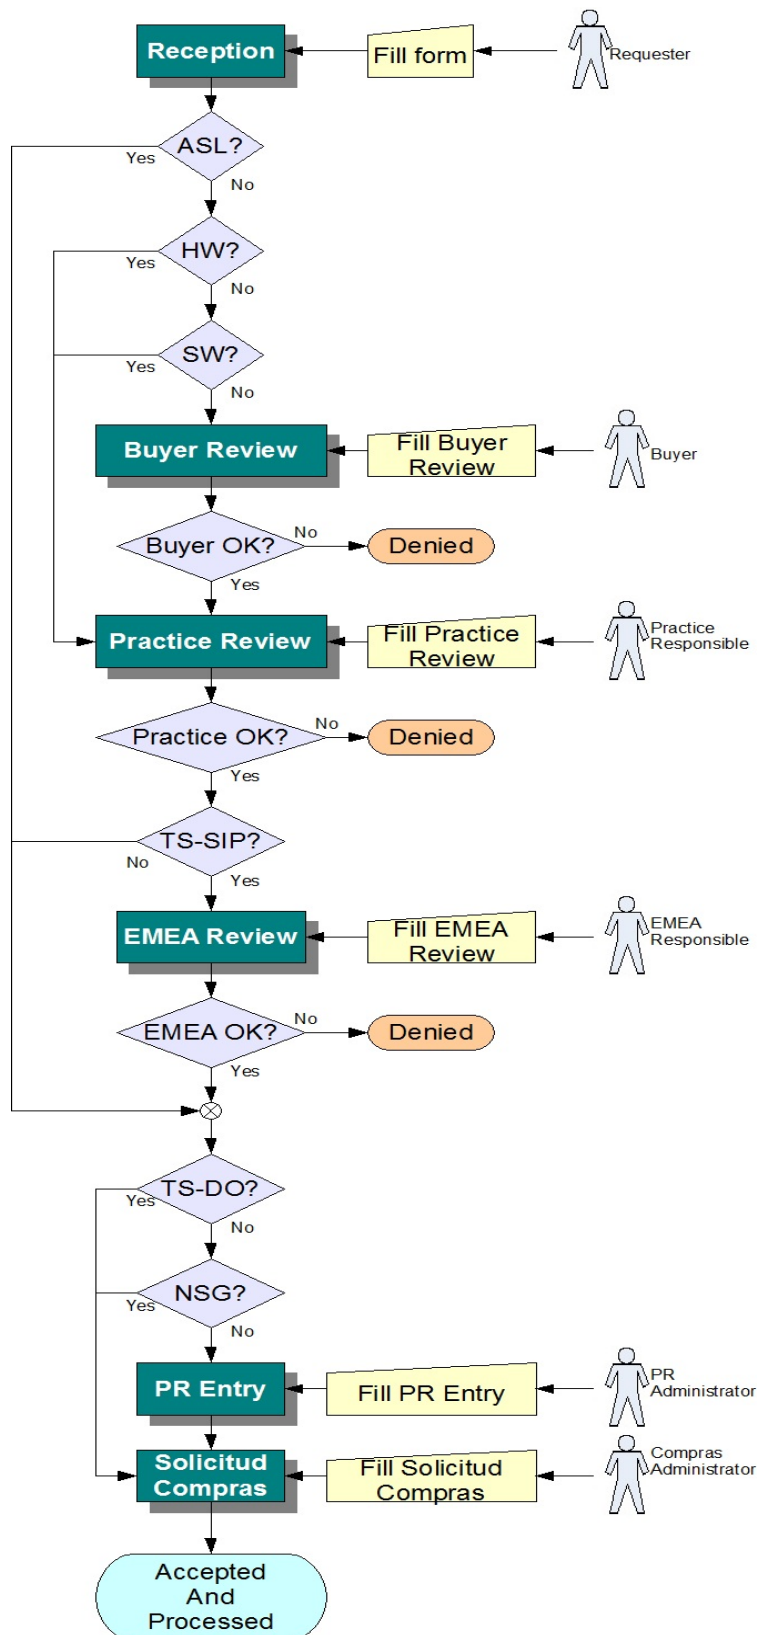 Reception
Fill form
Requester
ASL?
Yes
No
HW?
Yes
No
SW?
Yes
No
Buyer Review
Fill Buyer
Review
Buyer
Buyer OK?
No
Denied
Yes
Practice Review
Fill Practice
Review
Practice
Responsible
Practice OK?
No
Denied
Yes
TS-SIP?
No
Yes
EMEA Review
Fill EMEA
Review
EMEA
Responsible
EMEA OK?
No
Denied
Yes
TS-DO?
Yes
No
NSG?
Yes
No
PR Entry
Fill PR Entry
PR
Administrator
Solicitud
Compras
Fill Solicitud
Compras
Compras
Administrator
Accepted
And
Processed